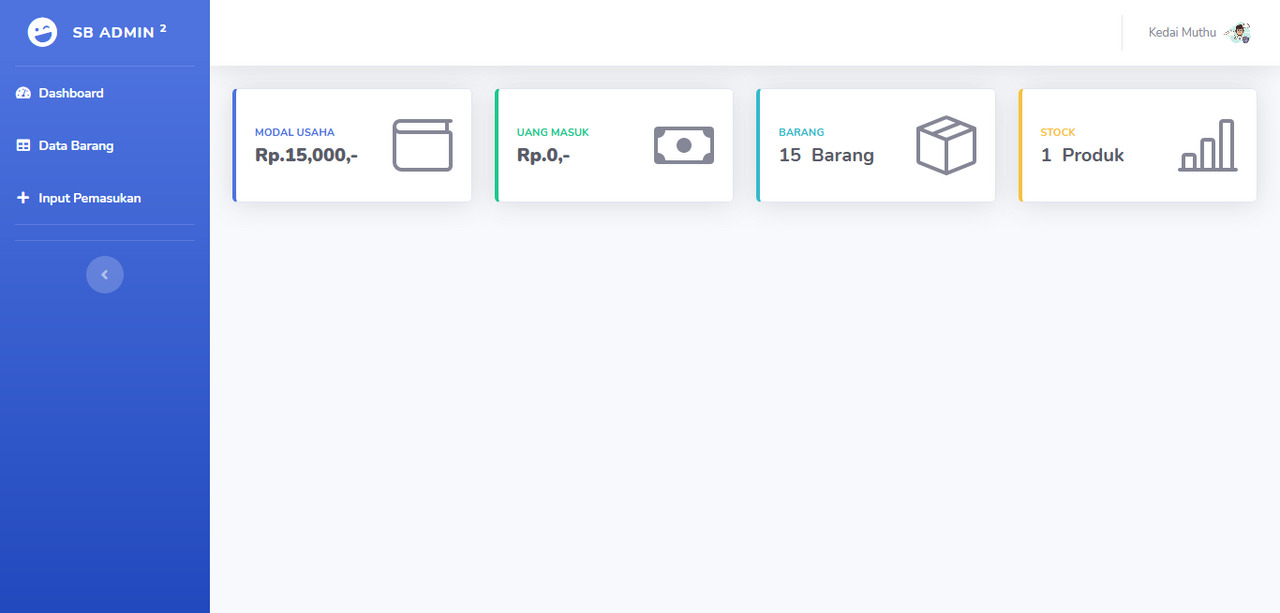 SB ADMIN 2
Kedai Muthu
Dashboard
Data Barang
Input Pemasukan
MODAL USAHA
Rp.15,000,-
UANG MASUK
Rp.0,-
BARANG
15 Barang
STOCK
1 Produk